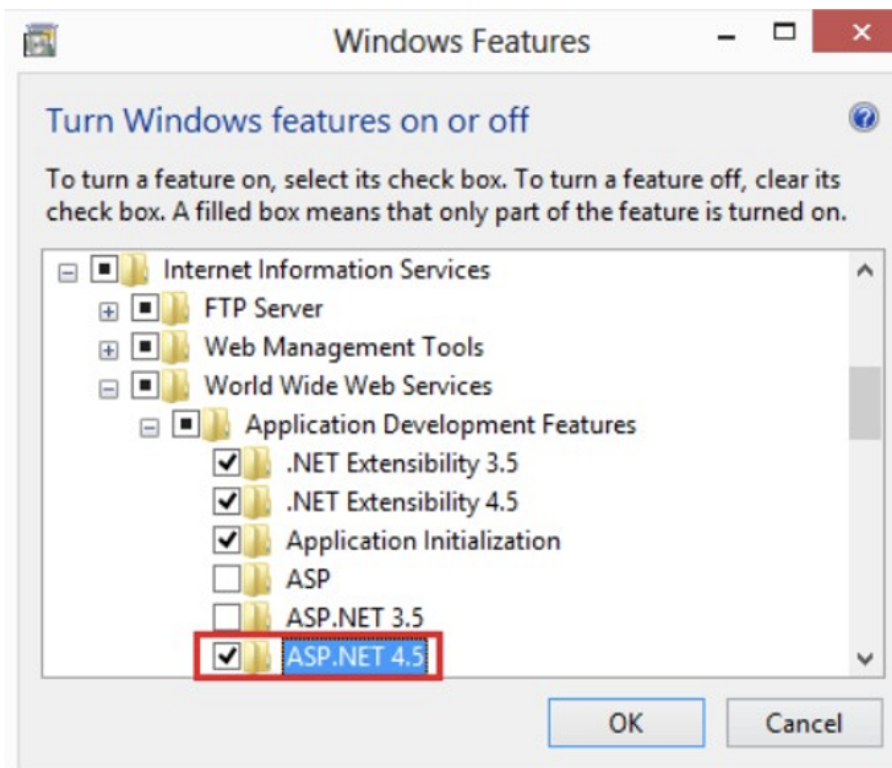 Windows Features
Turn Windows features on or off
To turn a feature on, select its check box. To turn a feature off, clear its
check box. A filled box means that only part of the feature is turned on.
Internet Information Services
FTP Server
Web Management Tools
World Wide Web Services
Application Development Features
.NET Extensibility 3.5
.NET Extensibility 4.5
Application Initialization
ASP
ASP.NET 3.5
ASP.NET 4.5
OK Cancel